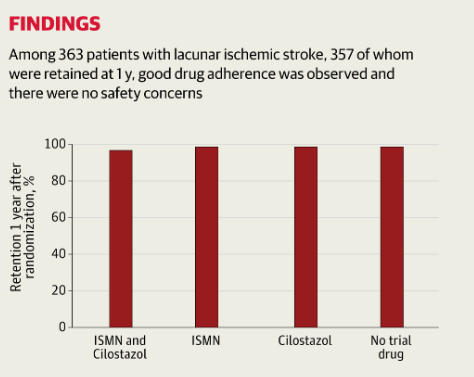 FINDINGS
Among 363 patients with lacunar ischemic stroke, 357 of whom
were retained at 1 y, good drug adherence was observed and
there were no safety concerns
Retention 1 year after
randomization, %
100
80
60
40
20
0
ISMN and
Cilostazol
ISMN
Cilostazol
No trial
drug